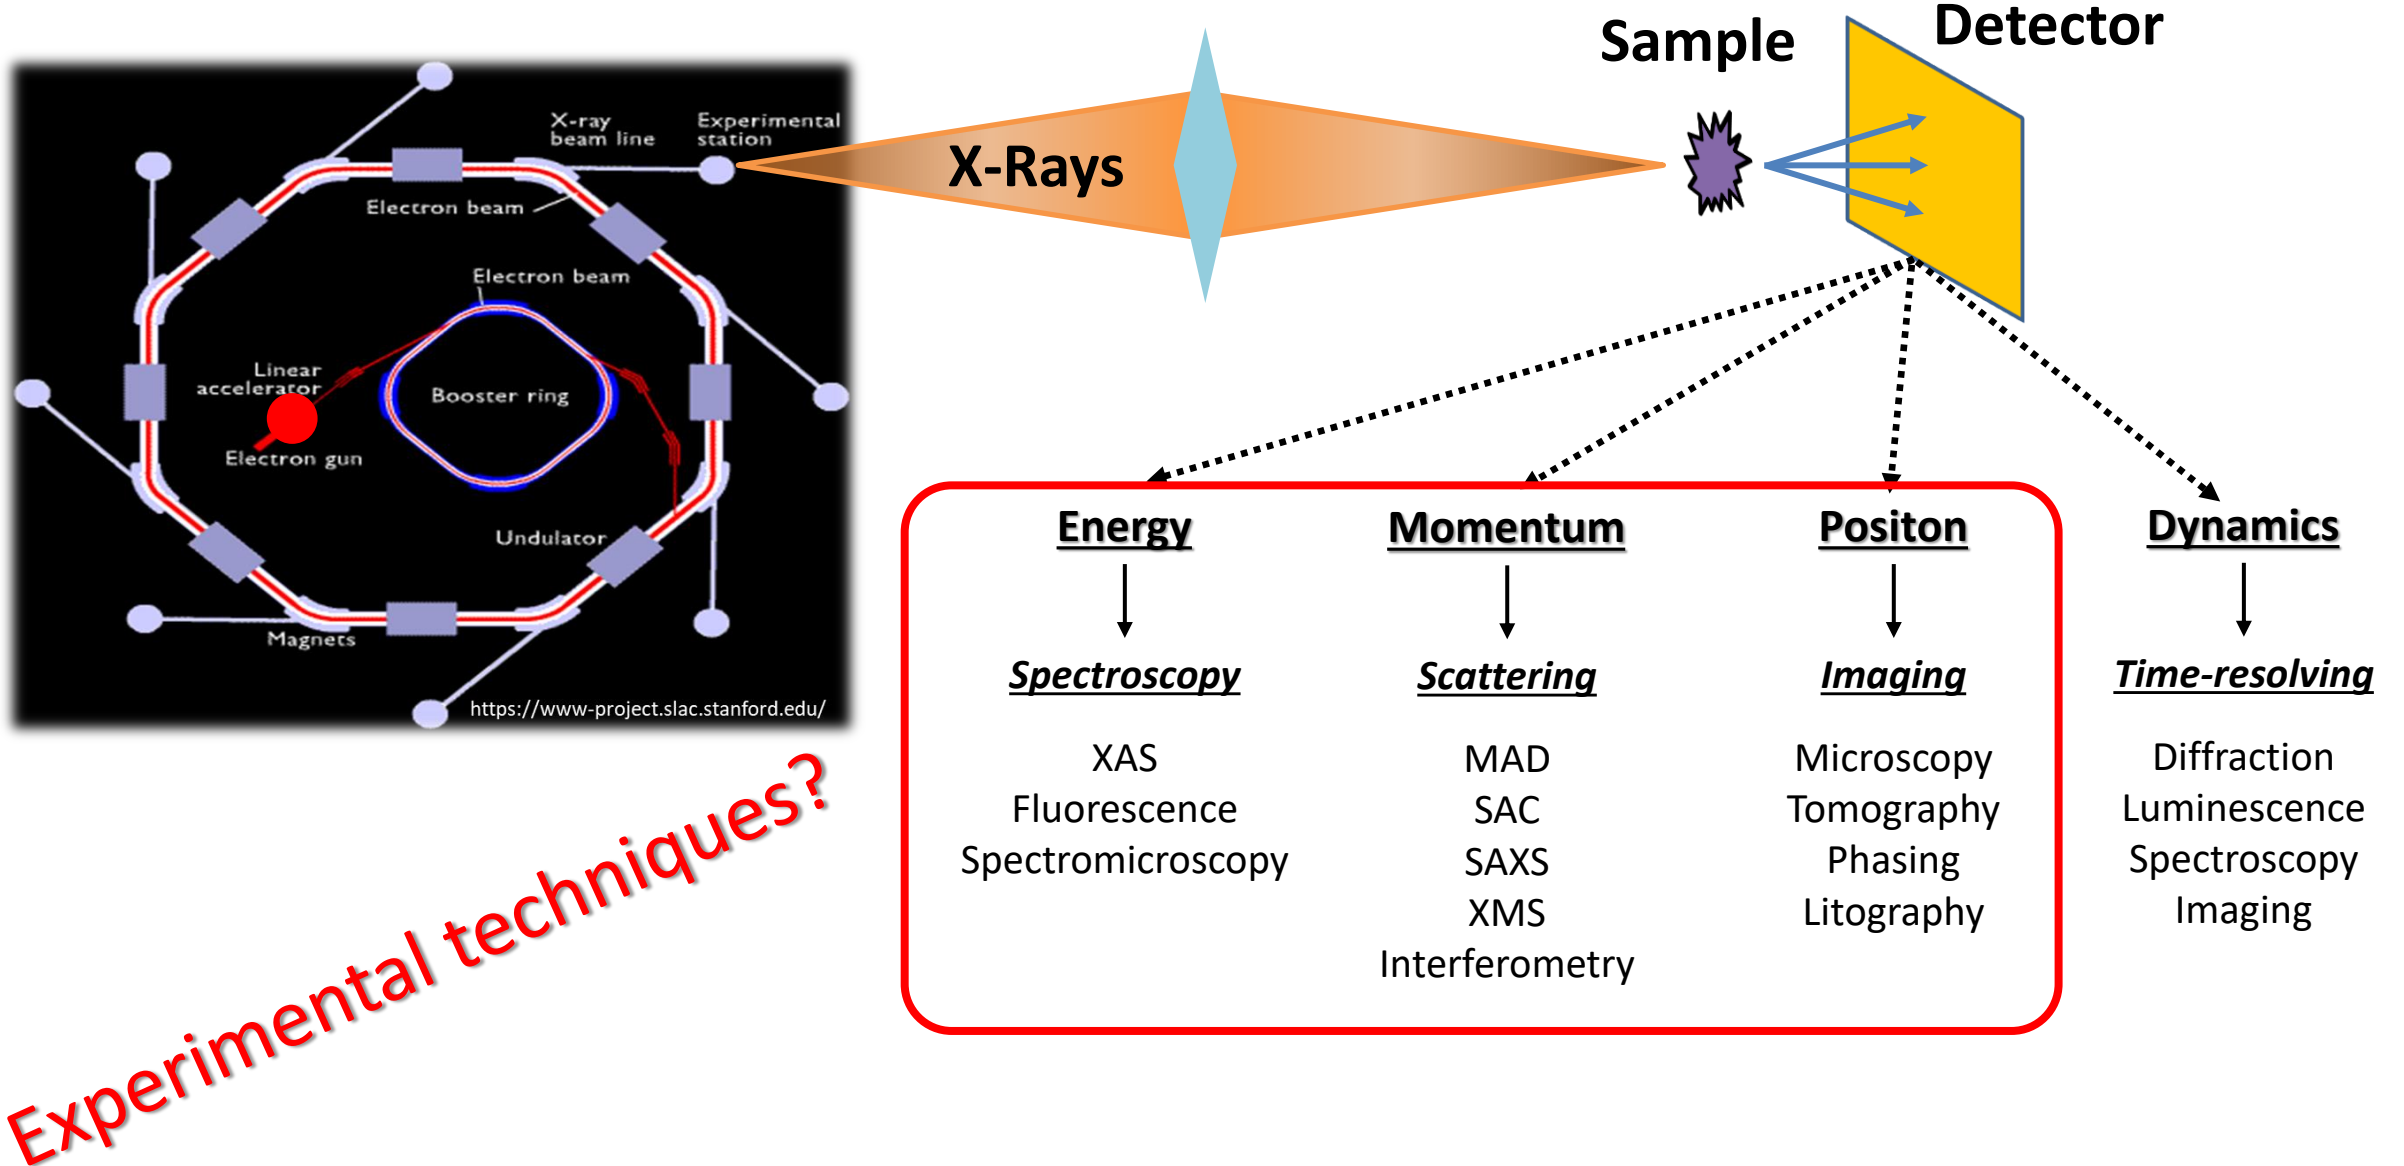 Sample
Detector
X-Rays
X-ray
beam line
Experimental
station
Electron beam
Electron beam
Linear
accelerator
Booster ring
Electron gun
Undulator
Magnets
https://www-project.slac.stanford.edu/
Experimental techniques?
Energy
Spectroscopy
XAS
Fluorescence
Spectromicroscopy
Momentum
Scattering
MAD
SAC
SAXS
XMS
Interferometry
Positon
Imaging
Microscopy
Tomography
Phasing
Litography
Dynamics
Time-resolving
Diffraction
Luminescence
Spectroscopy
Imaging